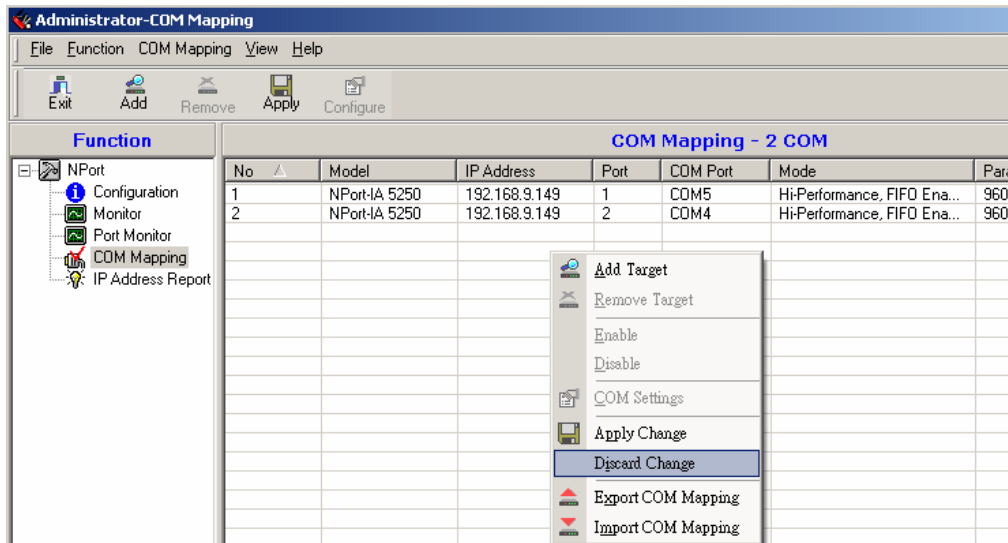 Administrator-COM Mapping
File Function COM Mapping View Help
Exit Add Remove Apply Configure
Function
COM Mapping - 2 COM
NPort
Configuration
Monitor
Port Monitor
COM Mapping
IP Address Report
No Model IP Address Port COM Port Mode Para
1 NPort-IA 5250 192.168.9.149 1 COM5 Hi-Performance, FIFO Ena... 960
2 NPort-IA 5250 192.168.9.149 2 COM4 Hi-Performance, FIFO Ena... 960
Add Target
Remove Target
Enable
Disable
COM Settings
Apply Change
Discard Change
Export COM Mapping
Import COM Mapping